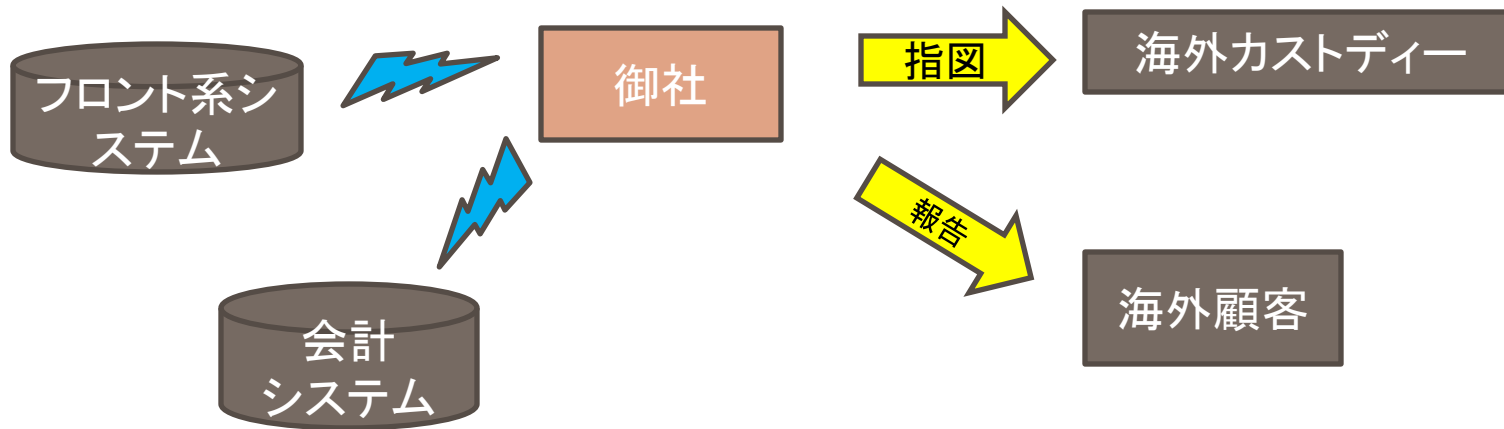 フロント系シ
ステム
御社
指図
海外カストディー
報告
海外顧客
会計
システム